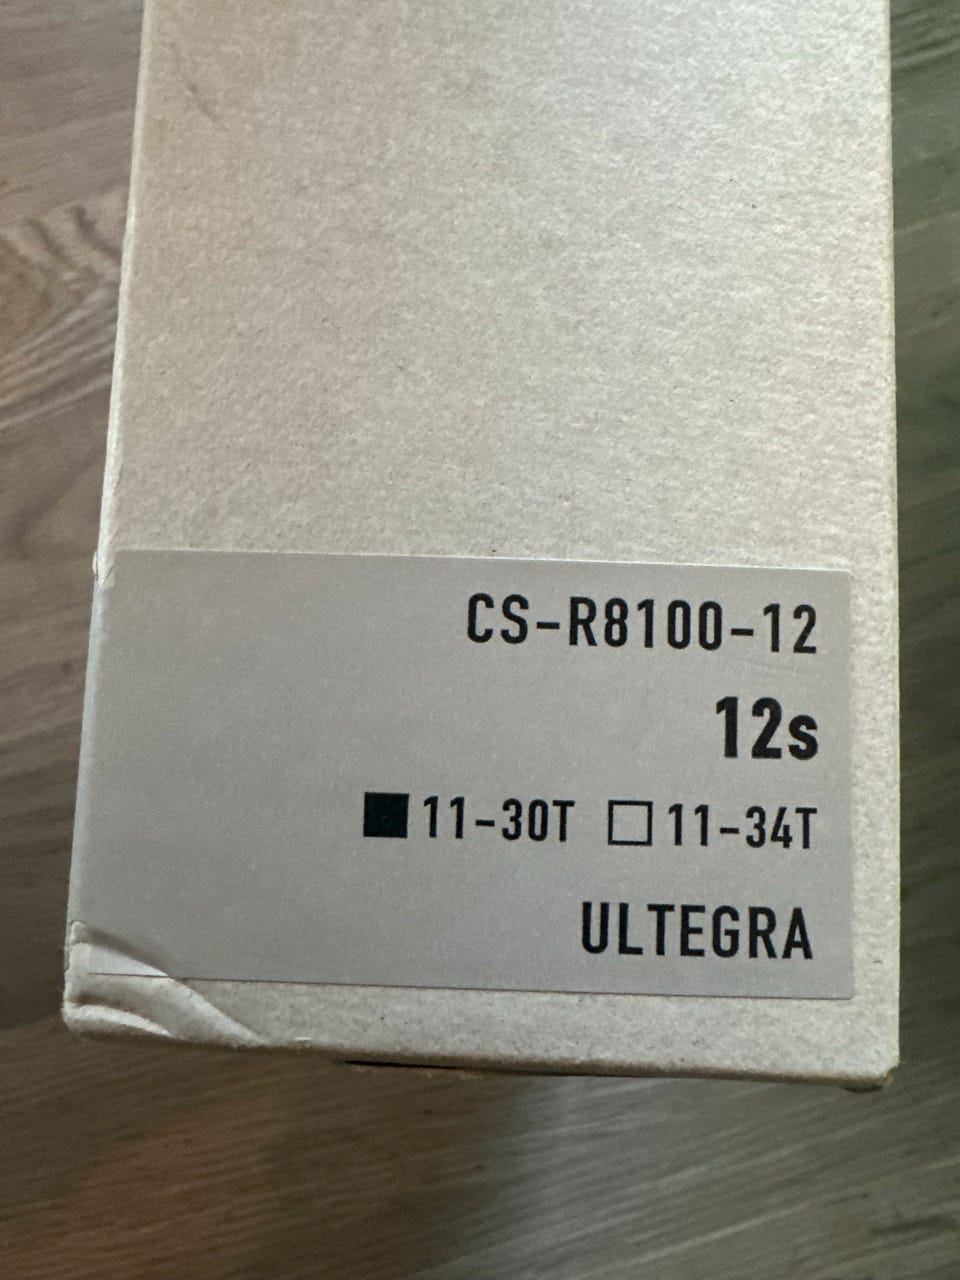 CS-R8100-12
12s
■11-30T □11-34T
ULTEGRA